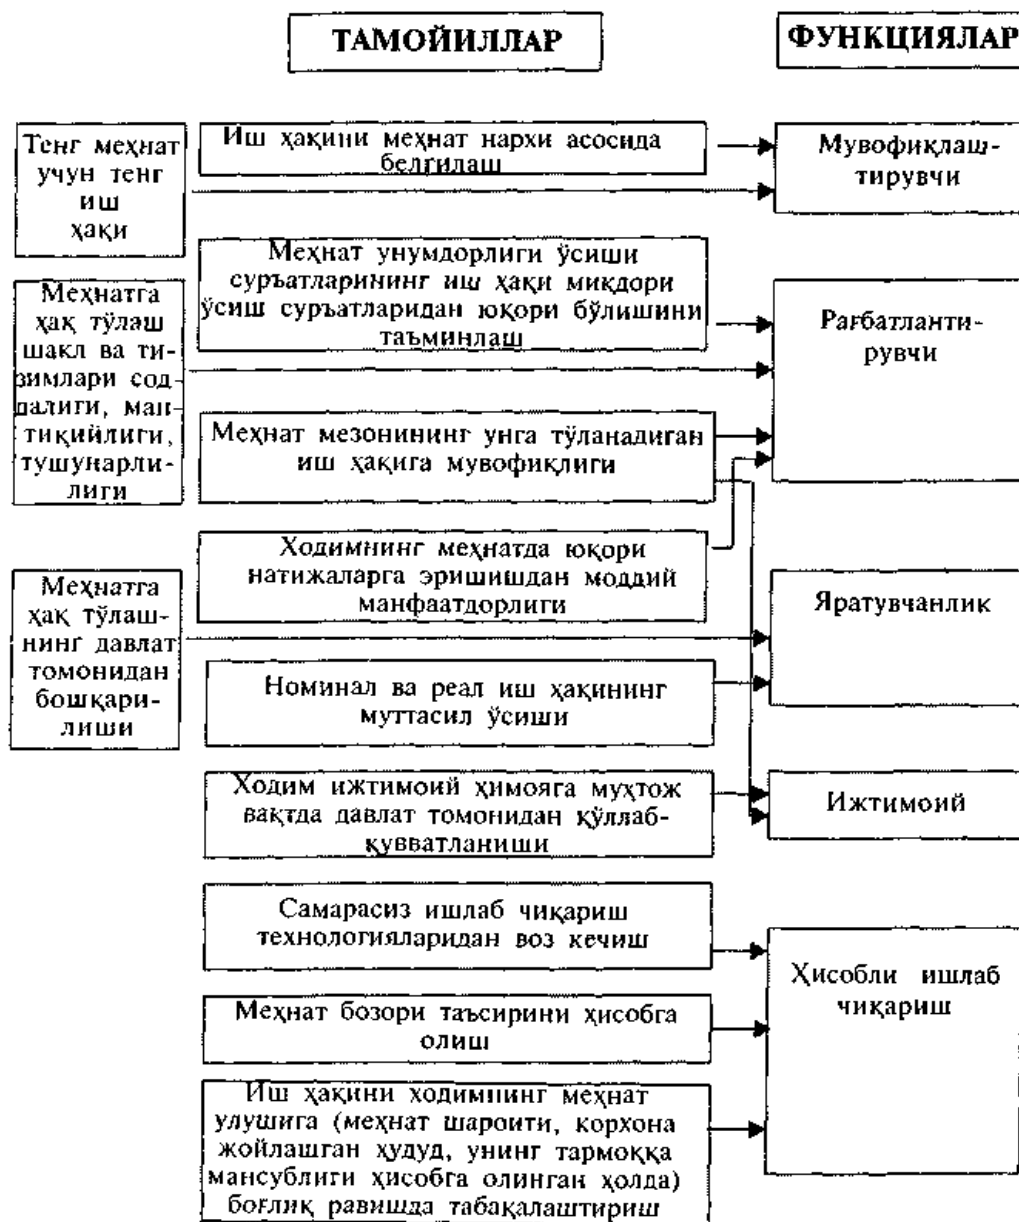 ТАМОЙИЛЛАР
ФУНКЦИЯЛАР
Тенг меҳнат
учун тенг
иш
ҳақи
Иш ҳақини меҳнат нархи асосида
белгилаш
Мувофиқлаш-
тирувчи
Меҳнат унумдорлиги ўсиши
суръатларининг иш ҳақи миқдори
ўсиш суръатларидан юқори бўлишини
таъминлаш
Меҳнатга
ҳақ тўлаш
шакл ва ти-
зимлари сод-
далиги, ман-
тиқийлиги,
тушунарли-
лиги
Рағбатланти-
рувчи
Меҳнат мезонининг унга тўланадиган
иш ҳақига мувофиқлиги
Ходимнинг меҳнатда юқори
натижаларга эришишдан моддий
манфаатдорлиги
Меҳнатга
ҳақ тўлаш-
нинг давлат
томонидан
бошқари-
лиши
Яратувчанлик
Номинал ва реал иш ҳақининг
муттасил ўсиши
Ходим ижтимоий ҳимояга муҳтож
вақтда давлат томонидан қўллаб-
қувватланиши
Ижтимоий
Самарасиз ишлаб чиқариш
технологияларидан воз кечиш
Ҳисобли ишлаб
чиқариш
Меҳнат бозори таъсирини ҳисобга
олиш
Иш ҳақини ходимнинг меҳнат
улушига (меҳнат шароити, корхона
жойлашган ҳудуд, унинг тармоққа
мансублиги ҳисобга олинган ҳолда)
боғлиқ равишда табақалаштириш